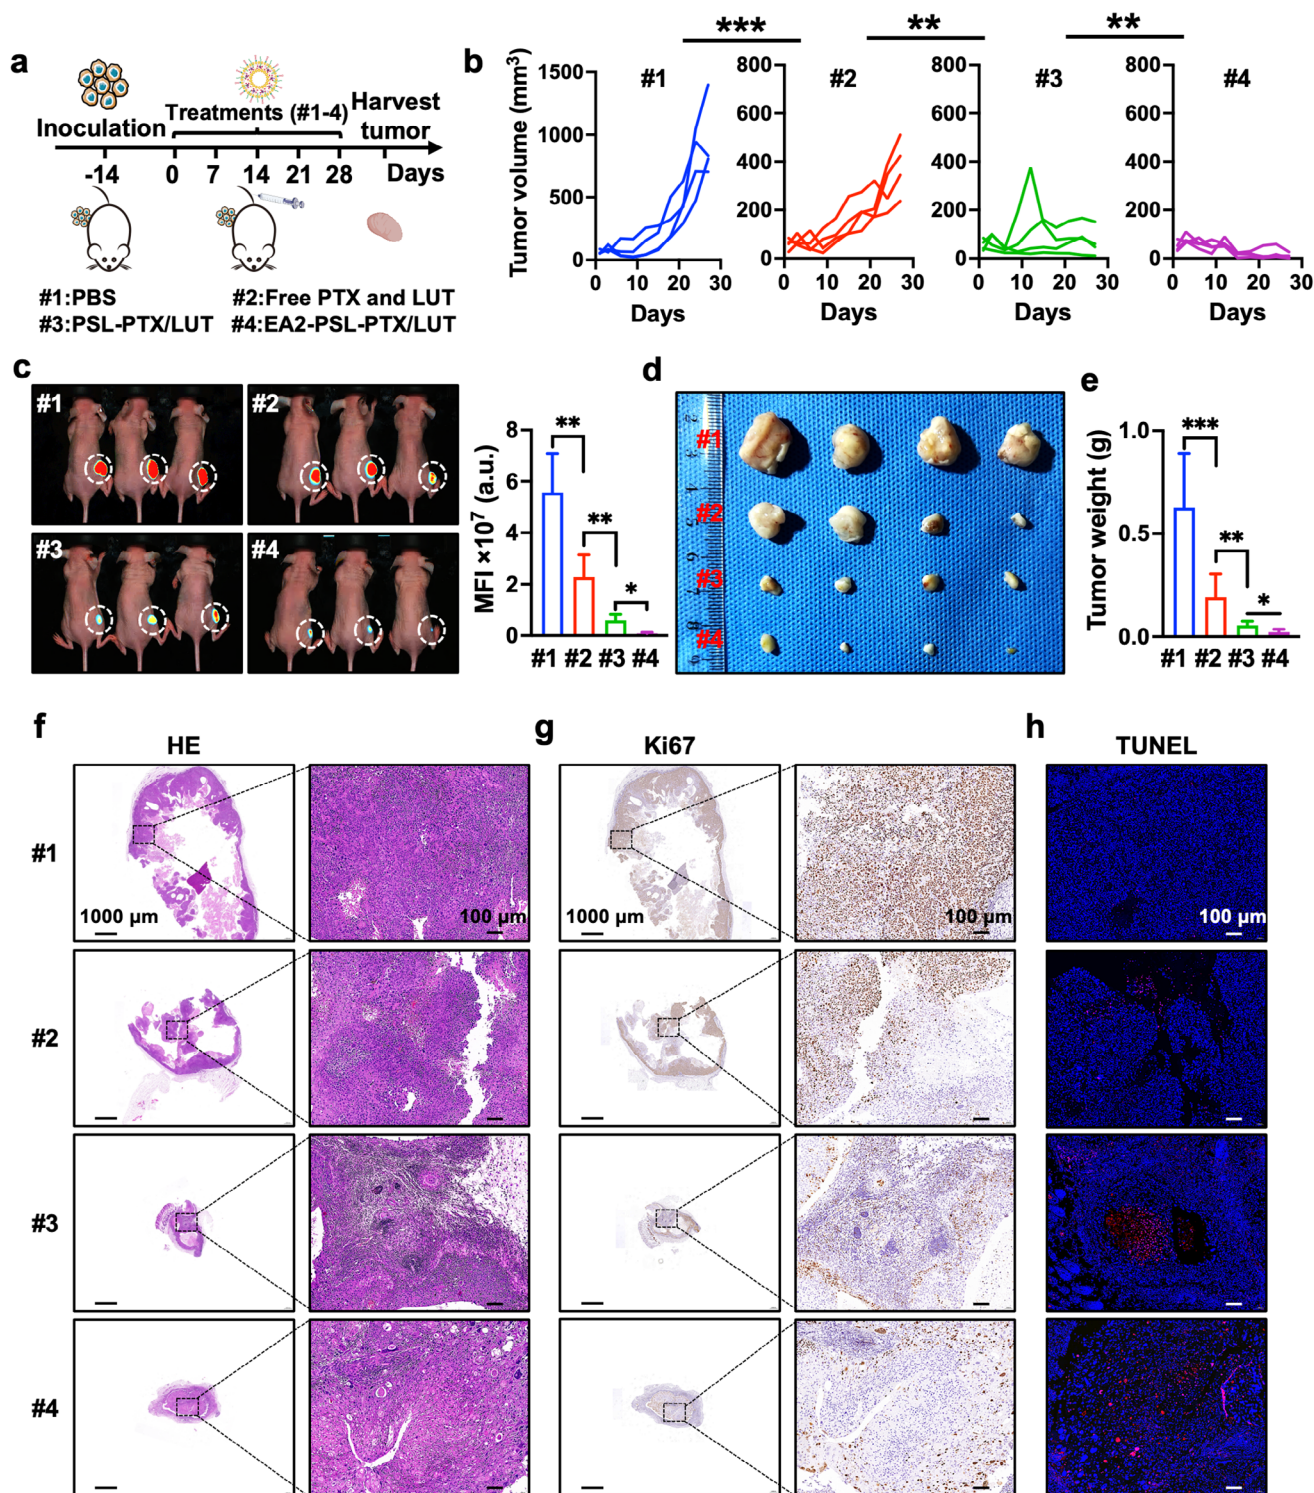 a
Inoculation
Treatments (#1-4)
Harvest
tumor
-14 0 7 14 21 28 Days
#1:PBS #2:Free PTX and LUT
#3:PSL-PTX/LUT #4:EA2-PSL-PTX/LUT
b
*** ** **
Tumor volume (mm³)
#1
1500
1000
500
0
0 10 20 30
Days
#2
800
600
400
200
0
0 10 20 30
Days
#3
800
600
400
200
0
0 10 20 30
Days
#4
800
600
400
200
0
0 10 20 30
Days
c
#1 #2
#3 #4
MFI ×10⁷ (a.u.)
8
6
4
2
0
** ** *
#1 #2 #3 #4
d
#1
#2
#3
#4
e
Tumor weight (g)
1.0
0.5
0.0
*** ** *
#1 #2 #3 #4
f
HE
g
Ki67
h
TUNEL
#1
1000 µm 100 µm 1000 µm 100 µm 100 µm
#2
#3
#4